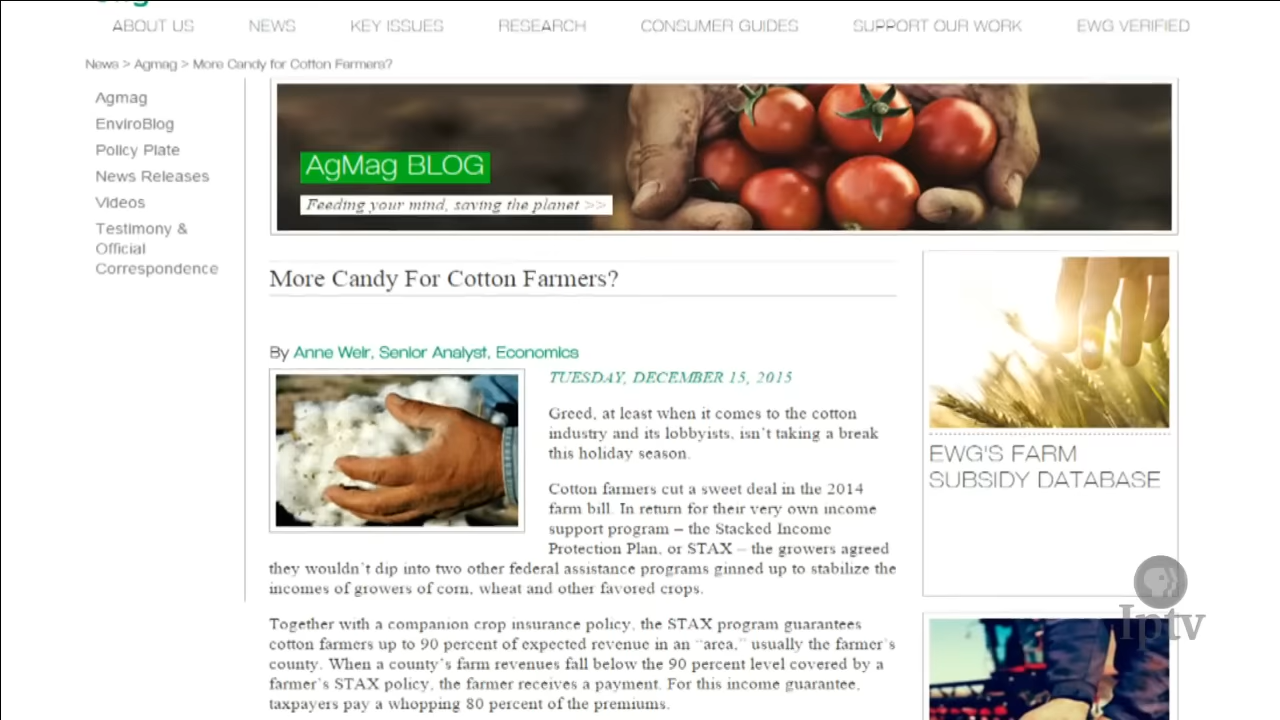 ABOUT US NEWS KEY ISSUES RESEARCH CONSUMER GUIDES SUPPORT OUR WORK EWG VERIFIED
News > Agmag > More Candy for Cotton Farmers?
Agmag
EnviroBlog
Policy Plate
News Releases
Videos
Testimony &
Official
Correspondence
AgMag BLOG
Feeding your mind, saving the planet >>
More Candy For Cotton Farmers?
By Anne Weir, Senior Analyst, Economics
TUESDAY, DECEMBER 15, 2015
Greed, at least when it comes to the cotton
industry and its lobbyists, isn't taking a break
this holiday season.
Cotton farmers cut a sweet deal in the 2014
farm bill. In return for their very own income
support program – the Stacked Income
Protection Plan, or STAX – the growers agreed
they wouldn't dip into two other federal assistance programs ginned up to stabilize the
incomes of growers of corn, wheat and other favored crops.
Together with a companion crop insurance policy, the STAX program guarantees
cotton farmers up to 90 percent of expected revenue in an "area," usually the farmer's
county. When a county's farm revenues fall below the 90 percent level covered by a
farmer's STAX policy, the farmer receives a payment. For this income guarantee,
taxpayers pay a whopping 80 percent of the premiums.
EWG'S FARM
SUBSIDY DATABASE
Iptv